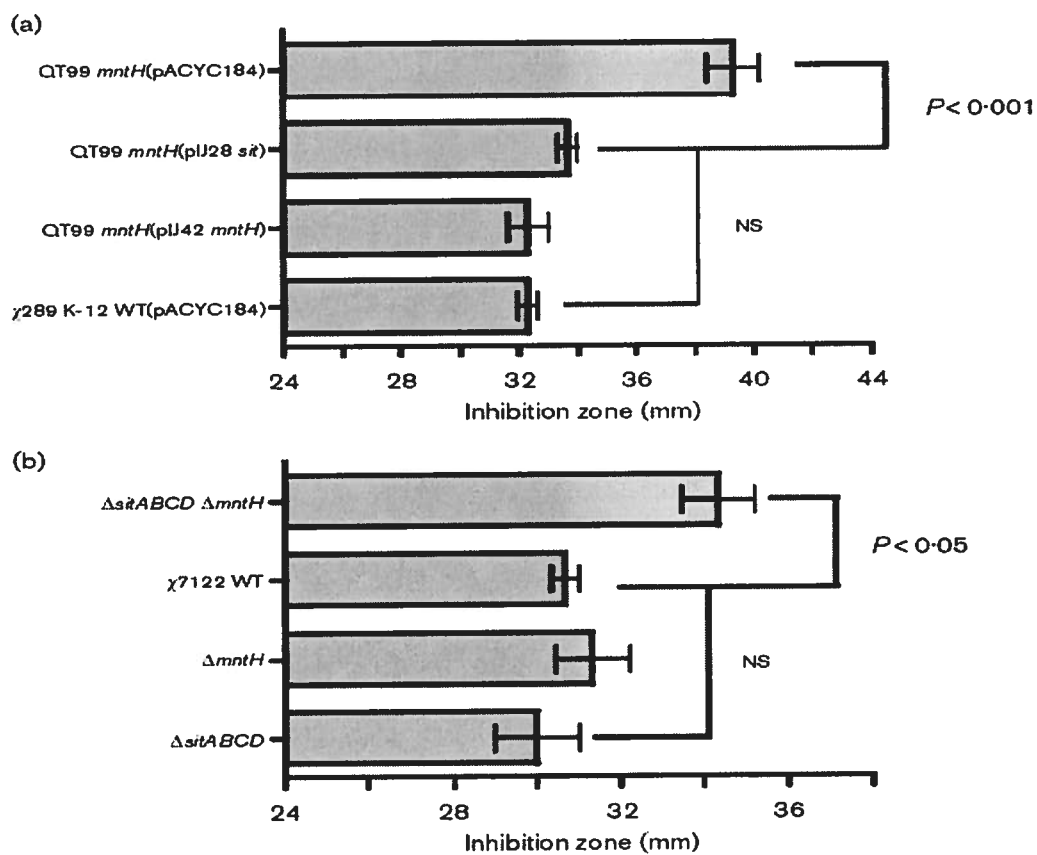 (a)
QT99 mntH(pACYC184)
P< 0·001
QT99 mntH(pIJ28 sit)
QT99 mntH(pIJ42 mntH)
NS
χ289 K-12 WT(pACYC184)
24 28 32 36 40 44
Inhibition zone (mm)
(b)
ΔsitABCD ΔmntH
P< 0·05
χ7122 WT
ΔmntH
NS
ΔsitABCD
24 28 32 36
Inhibition zone (mm)